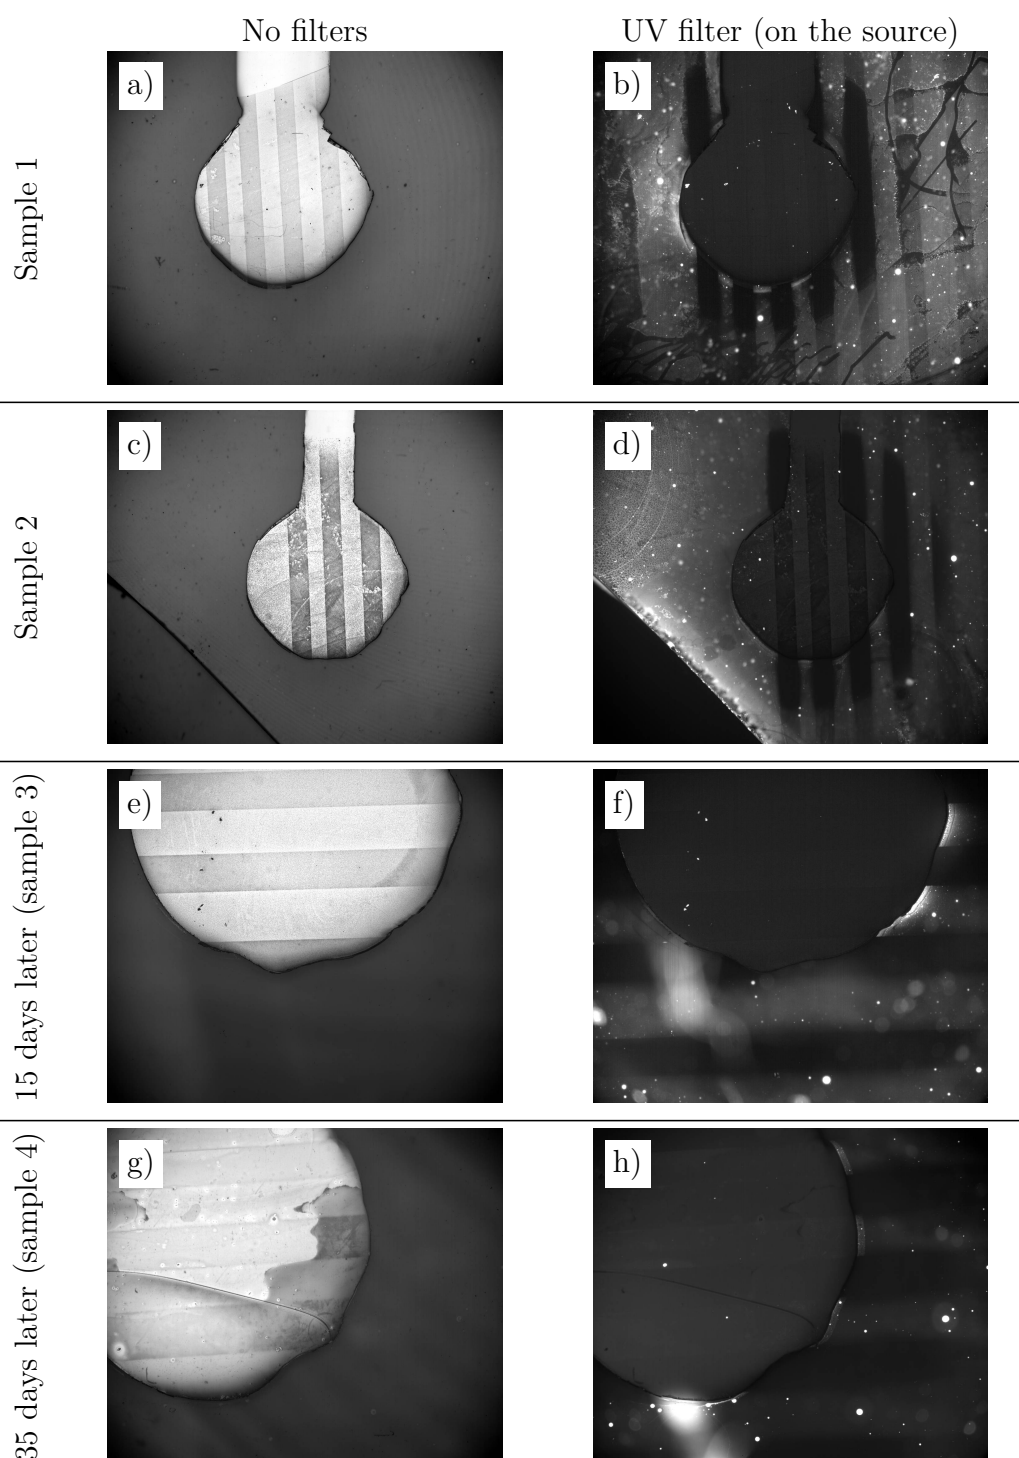 No filters
UV filter (on the source)
Sample 1
a)
b)
Sample 2
c)
d)
15 days later (sample 3)
e)
f)
35 days later (sample 4)
g)
h)